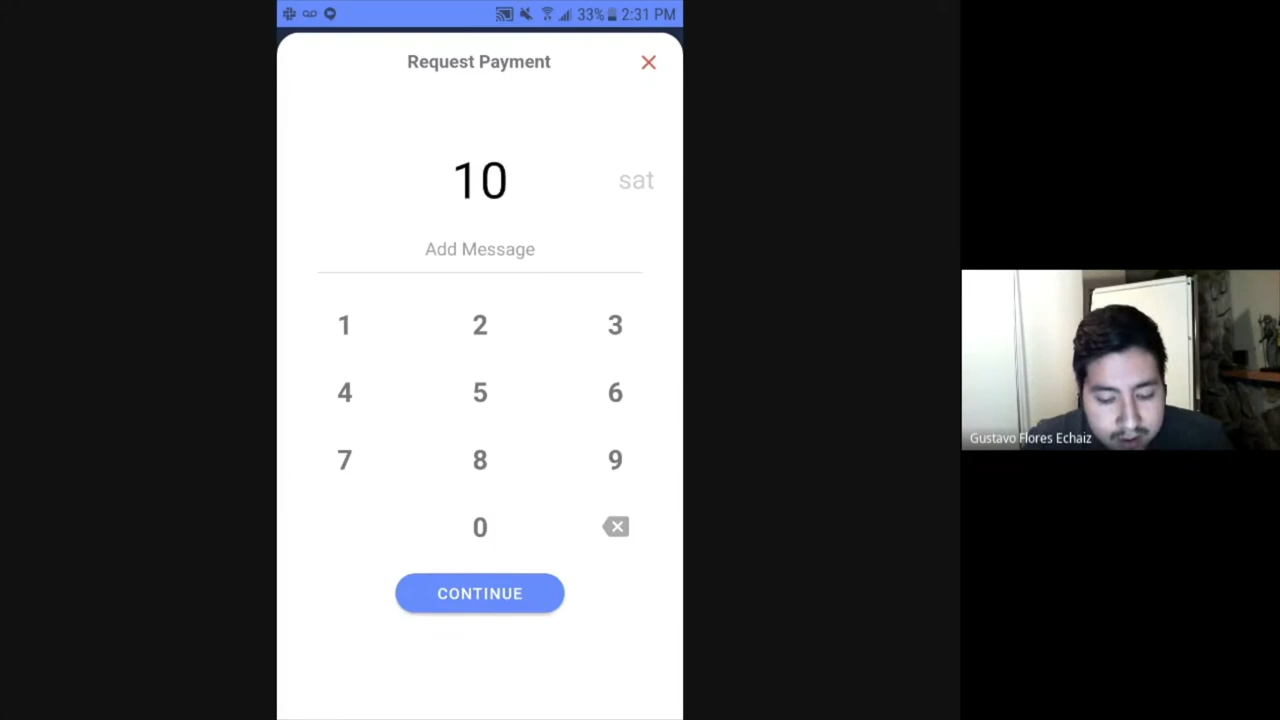 33% 2:31 PM
Request Payment
10 sat
Add Message
1 2 3
4 5 6
7 8 9
0
CONTINUE
Gustavo Flores Echaiz